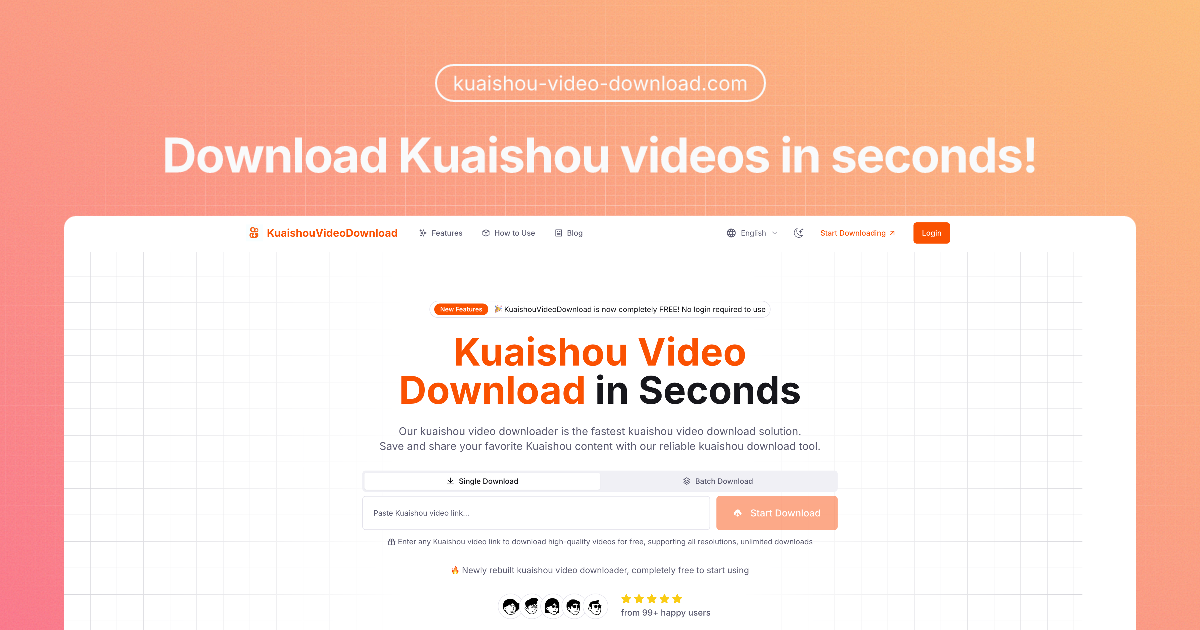 kuaishou-video-download.com
Download Kuaishou videos in seconds!
KuaishouVideoDownload Features How to Use Blog English Start Downloading Login
New Features 🎉 KuaishouVideoDownload is now completely FREE! No login required to use
Kuaishou Video
Download in Seconds
Our kuaishou video downloader is the fastest kuaishou video download solution.
Save and share your favorite Kuaishou content with our reliable kuaishou download tool.
Single Download Batch Download
Paste Kuaishou video link... Start Download
Enter any Kuaishou video link to download high-quality videos for free, supporting all resolutions, unlimited downloads
🔥 Newly rebuilt kuaishou video downloader, completely free to start using
from 99+ happy users